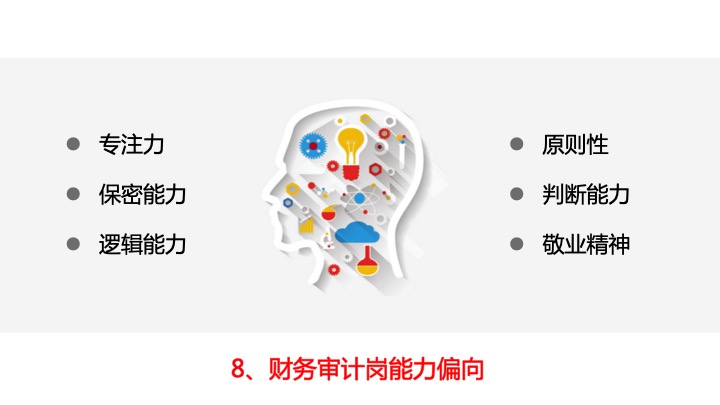 专注力
保密能力
逻辑能力
原则性
判断能力
敬业精神
8、财务审计岗能力偏向